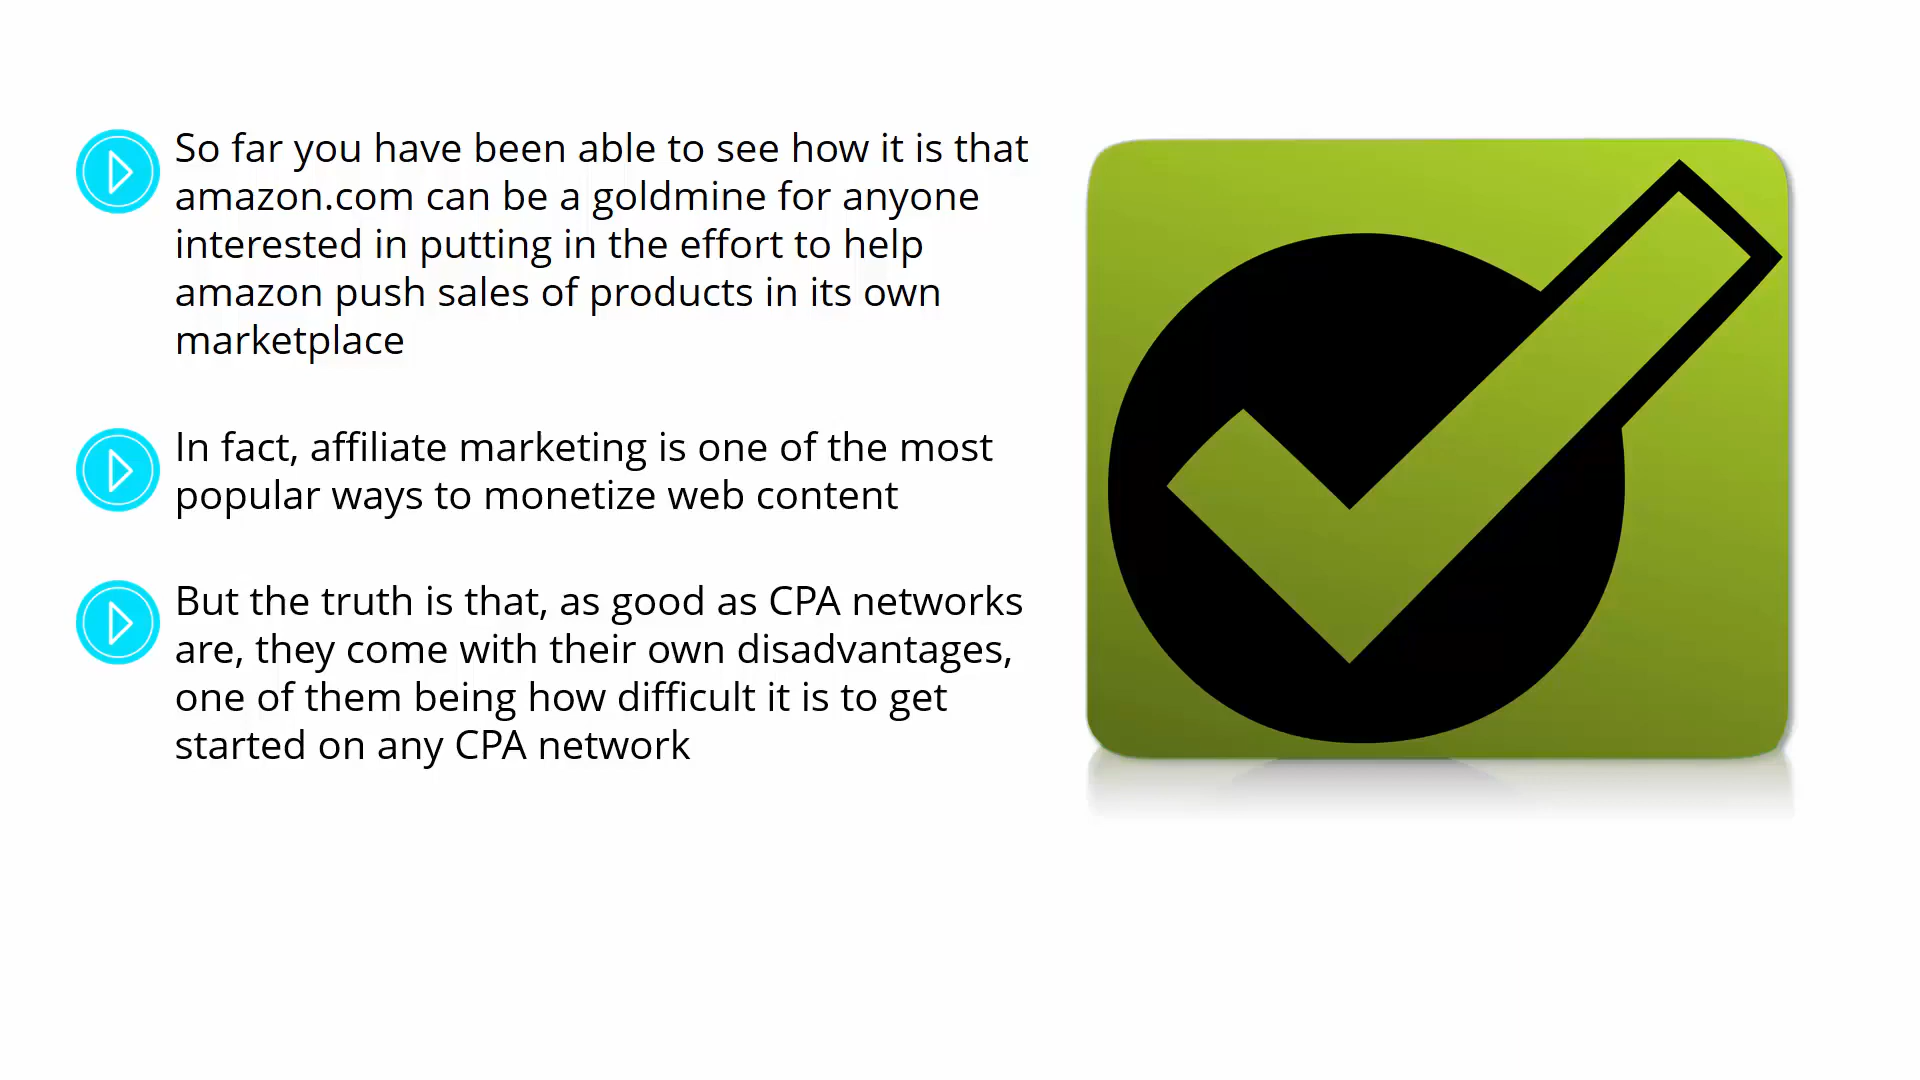 So far you have been able to see how it is that
amazon.com can be a goldmine for anyone
interested in putting in the effort to help
amazon push sales of products in its own
marketplace
In fact, affiliate marketing is one of the most
popular ways to monetize web content
But the truth is that, as good as CPA networks
are, they come with their own disadvantages,
one of them being how difficult it is to get
started on any CPA network